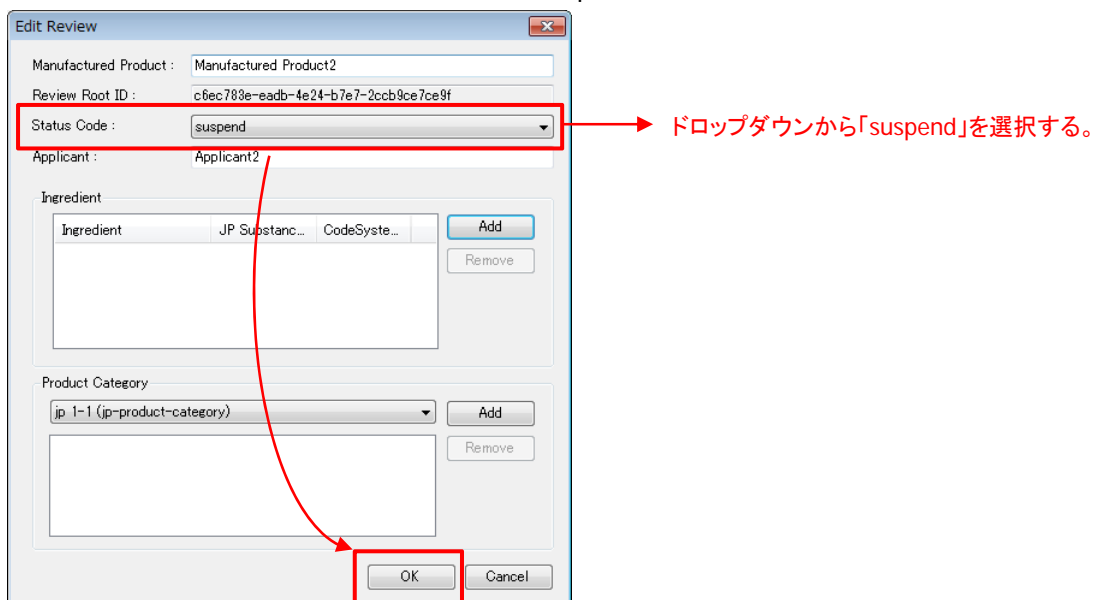 Edit Review
Manufactured Product : Manufactured Product2
Review Root ID : c6ec783e-eadb-4e24-b7e7-2ccb9ce7ce9f
Status Code : suspend
ドロップダウンから「suspend」を選択する。
Applicant : Applicant2
Ingredient
Ingredient JP Substanc... CodeSyste...
Add
Remove
Product Category
jp 1-1 (jp-product-category)
Add
Remove
OK Cancel